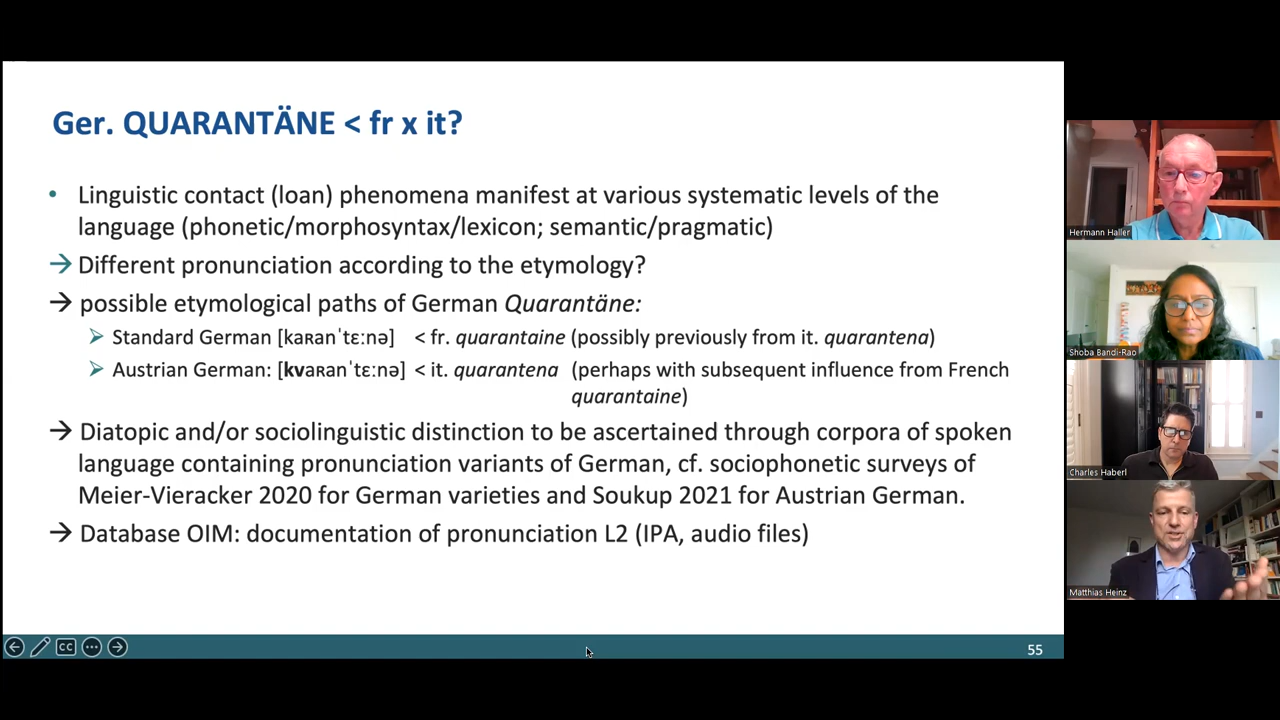 Ger. QUARANTÄNE < fr x it?
• Linguistic contact (loan) phenomena manifest at various systematic levels of the
language (phonetic/morphosyntax/lexicon; semantic/pragmatic)
→ Different pronunciation according to the etymology?
→ possible etymological paths of German Quarantäne:
➢ Standard German [kaʀanˈtɛːnə] < fr. quarantaine (possibly previously from it. quarantena)
➢ Austrian German: [kvaʀanˈtɛːnə] < it. quarantena (perhaps with subsequent influence from French
quarantaine)
→ Diatopic and/or sociolinguistic distinction to be ascertained through corpora of spoken
language containing pronunciation variants of German, cf. sociophonetic surveys of
Meier-Vieracker 2020 for German varieties and Soukup 2021 for Austrian German.
→ Database OIM: documentation of pronunciation L2 (IPA, audio files)
CC
55
Hermann Haller
Shoba Bandi-Rao
Charles Haberl
Matthias Heinz